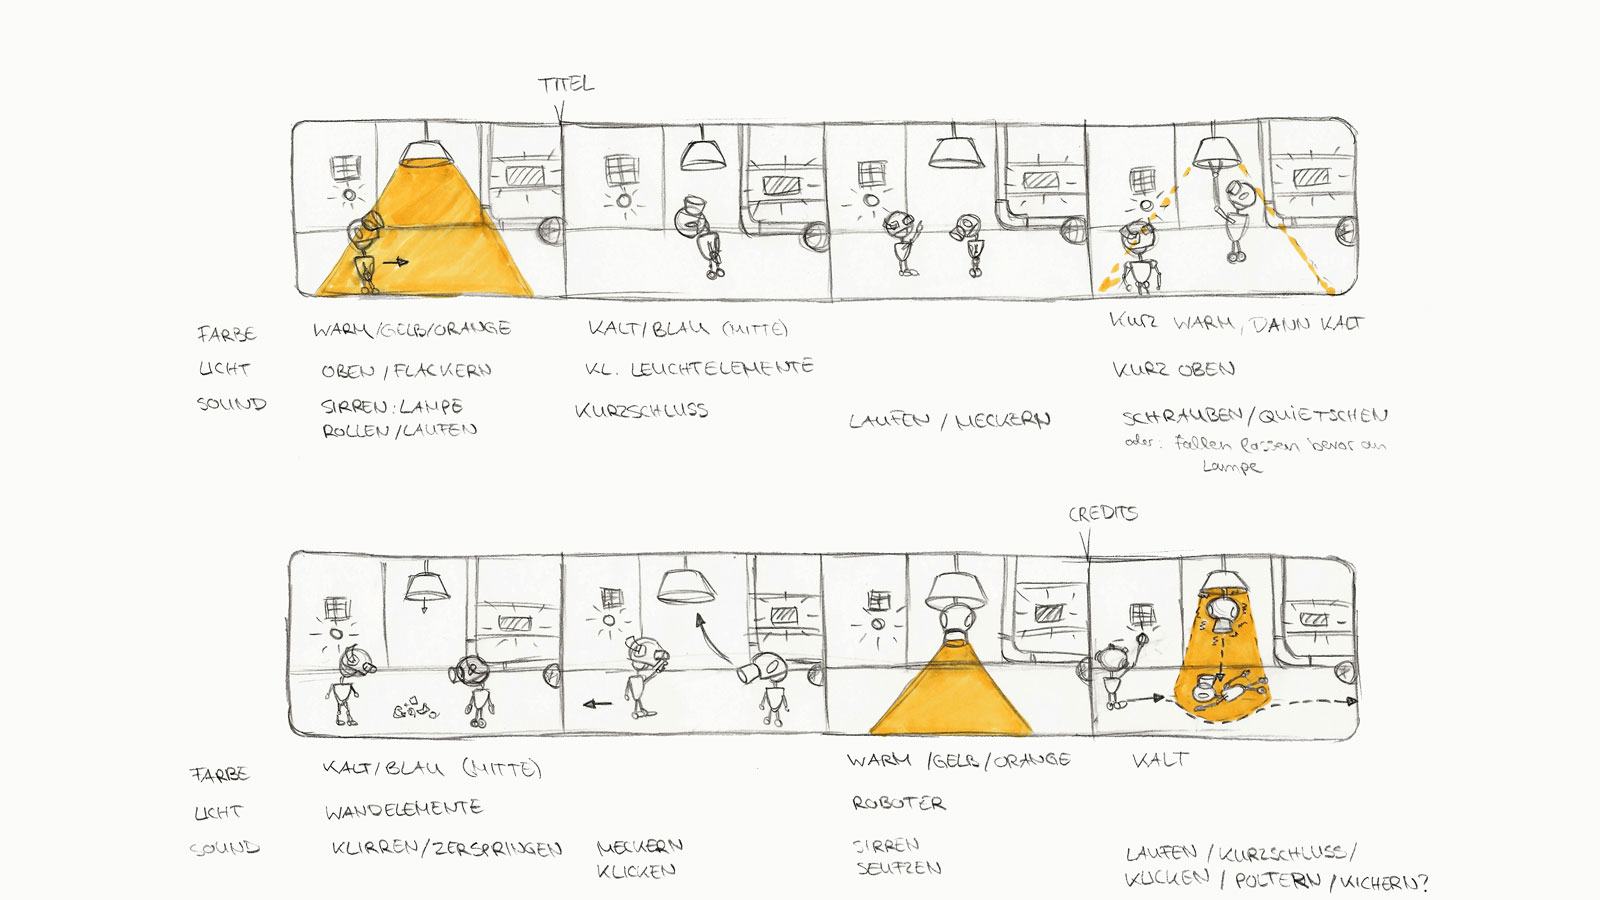 TITEL
FARBE WARM/GELB/ORANGE KALT/BLAU (MITTE) KURZ WARM, DANN KALT
LICHT OBEN/FLACKERN KL. LEUCHTELEMENTE KURZ OBEN
SOUND SIRREN: LAMPE KURZSCHLUSS LAUFEN / MECKERN SCHRAUBEN/QUIETSCHEN
ROLLEN/LAUFEN oder: fallen lassen bevor an
Lampe
CREDITS
FARBE KALT/BLAU (MITTE) WARM /GELB/ORANGE KALT
LICHT WANDELEMENTE ROBOTER
SOUND KLIRREN/ZERSPRINGEN MECKERN SIRREN LAUFEN / KURZSCHLUSS/
KLICKEN SEUFZEN KLICKEN / POLTERN /KICHERN?